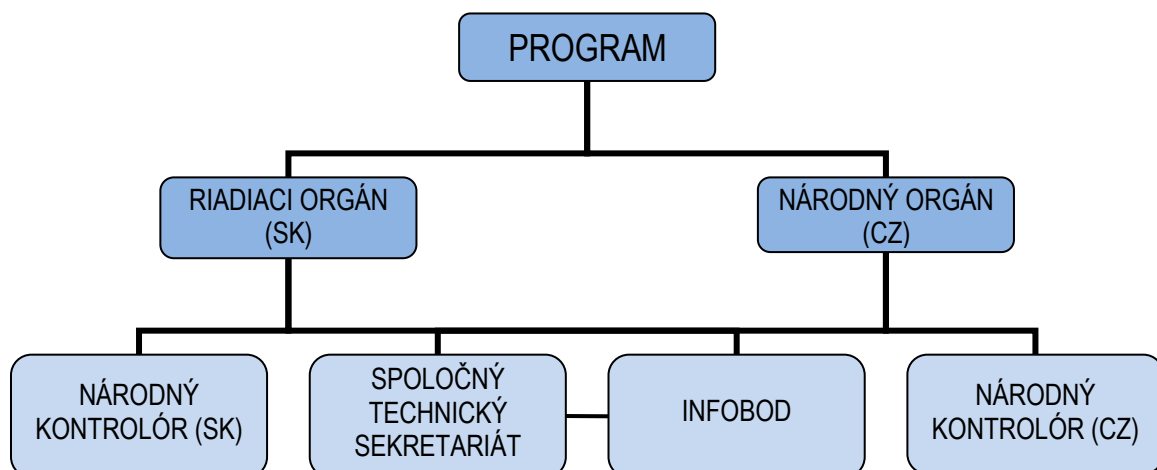 PROGRAM
RIADIACI ORGÁN
(SK)
NÁRODNÝ ORGÁN
(CZ)
NÁRODNÝ
KONTROLÓR (SK)
SPOLOČNÝ
TECHNICKÝ
SEKRETARIÁT
INFOBOD
NÁRODNÝ
KONTROLÓR (CZ)